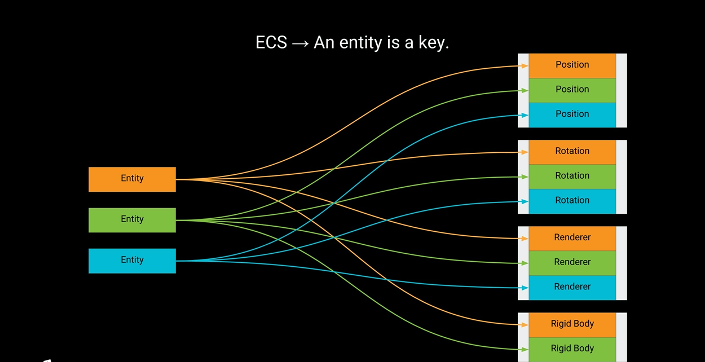 ECS → An entity is a key.
Entity
Entity
Entity
Position
Position
Position
Rotation
Rotation
Rotation
Renderer
Renderer
Renderer
Rigid Body
Rigid Body